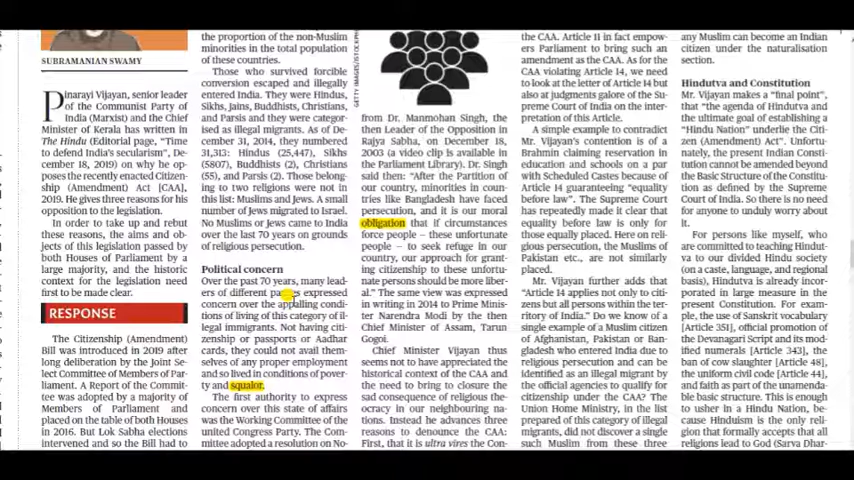 SUBRAMANIAN SWAMY
Pinarayi Vijayan, senior leader
of the Communist Party of
India (Marxist) and the Chief
Minister of Kerala has written in
The Hindu (Editorial page, “Time
to defend India's secularism”, De-
cember 18, 2019) on why he op-
poses the recently enacted Citizen-
ship (Amendment) Act [CAA],
2019. He gives three reasons for his
opposition to the legislation.
In order to take up and rebut
these reasons, the aims and ob-
jects of this legislation passed by
both Houses of Parliament by a
large majority, and the historic
context for the legislation need
first to be made clear.
RESPONSE
The Citizenship (Amendment)
Bill was introduced in 2019 after
long deliberation by the Joint Se-
lect Committee of Members of Par-
liament. A Report of the Commit-
tee was adopted by a majority of
Members of Parliament and
placed on the table of both Houses
in 2016. But Lok Sabha elections
intervened and so the Bill had to
the proportion of the non-Muslim
minorities in the total population
of these countries.
Those who survived forcible
conversion escaped and illegally
entered India. They were Hindus,
Sikhs, Jains, Buddhists, Christians,
and Parsis and they were categor-
ised as illegal migrants. As of De-
cember 31, 2014, they numbered
31,313: Hindus (25,447), Sikhs
(5807), Buddhists (2), Christians
(55), and Parsis (2). Those belong-
ing to two religions were not in
this list: Muslims and Jews. A small
number of Jews migrated to Israel.
No Muslims or Jews came to India
over the last 70 years on grounds
of religious persecution.
Political concern
Over the past 70 years, many lead-
ers of different parties expressed
concern over the appalling condi-
tions of living of this category of il-
legal immigrants. Not having citi-
zenship or passports or Aadhar
cards, they could not avail them-
selves of any proper employment
and so lived in conditions of pover-
ty and squalor.
The first authority to express
concern over this state of affairs
was the Working Committee of the
united Congress Party. The Com-
mittee adopted a resolution on No-
GETTY IMAGES/ISTOCKPH
from Dr. Manmohan Singh, the
then Leader of the Opposition in
Rajya Sabha, on December 18,
2003 (a video clip is available in
the Parliament Library). Dr. Singh
said then: “After the Partition of
our country, minorities in coun-
tries like Bangladesh have faced
persecution, and it is our moral
obligation that if circumstances
force people – these unfortunate
people – to seek refuge in our
country, our approach for grant-
ing citizenship to these unfortu-
nate persons should be more liber-
al.” The same view was expressed
in writing in 2014 to Prime Minis-
ter Narendra Modi by the then
Chief Minister of Assam, Tarun
Gogoi.
Chief Minister Vijayan thus
seems not to have appreciated the
historical context of the CAA and
the need to bring to closure the
sad consequence of religious the-
ocracy in our neighbouring na-
tions. Instead he advances three
reasons to denounce the CAA:
First, that it is ultra vires the Con-
the CAA. Article 11 in fact empow-
ers Parliament to bring such an
amendment as the CAA. As for the
CAA violating Article 14, we need
to look at the letter of Article 14 but
also at judgments galore of the Su-
preme Court of India on the inter-
pretation of this Article.
A simple example to contradict
Mr. Vijayan's contention is of a
Brahmin claiming reservation in
education and schools on a par
with Scheduled Castes because of
Article 14 guaranteeing “equality
before law”. The Supreme Court
has repeatedly made it clear that
equality before law is only for
those equally placed. Here on reli-
gious persecution, the Muslims of
Pakistan etc., are not similarly
placed.
Mr. Vijayan further adds that
“Article 14 applies not only to citi-
zens but all persons within the ter-
ritory of India.” Do we know of a
single example of a Muslim citizen
of Afghanistan, Pakistan or Ban-
gladesh who entered India due to
religious persecution and can be
identified as an illegal migrant by
the official agencies to qualify for
citizenship under the CAA? The
Union Home Ministry, in the list
prepared of this category of illegal
migrants, did not discover a single
such Muslim from these three
any Muslim can become an Indian
citizen under the naturalisation
section.
Hindutva and Constitution
Mr. Vijayan makes a “final point”,
that “the agenda of Hindutva and
the ultimate goal of establishing a
“Hindu Nation” underlie the Citi-
zen (Amendment) Act”. Unfortu-
nately, the present Indian Consti-
tution cannot be amended beyond
the Basic Structure of the Constitu-
tion as defined by the Supreme
Court of India. So there is no need
for anyone to unduly worry about
it.
For persons like myself, who
are committed to teaching Hindut-
va to our divided Hindu society
(on a caste, language, and regional
basis), Hindutva is already incor-
porated in large measure in the
present Constitution. For exam-
ple, the use of Sanskrit vocabulary
[Article 351], official promotion of
the Devanagari Script and its mod-
ified numerals [Article 343], the
ban of cow slaughter [Article 48],
the uniform civil code [Article 44],
and faith as part of the unamenda-
ble basic structure. This is enough
to usher in a Hindu Nation, be-
cause Hinduism is the only reli-
gion that formally accepts that all
religions lead to God (Sarva Dhar-